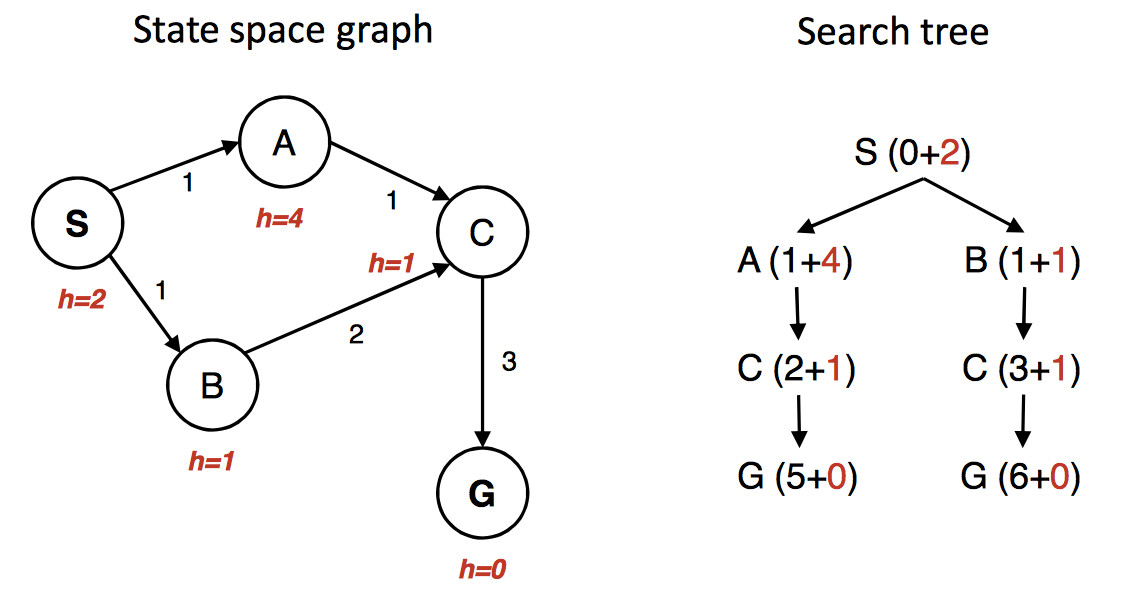 State space graph
Search tree
A
1
1
h=4
S
h=2
C
h=1
1
2
B
h=1
3
G
h=0
S (0+2)
A (1+4)
B (1+1)
C (2+1)
C (3+1)
G (5+0)
G (6+0)